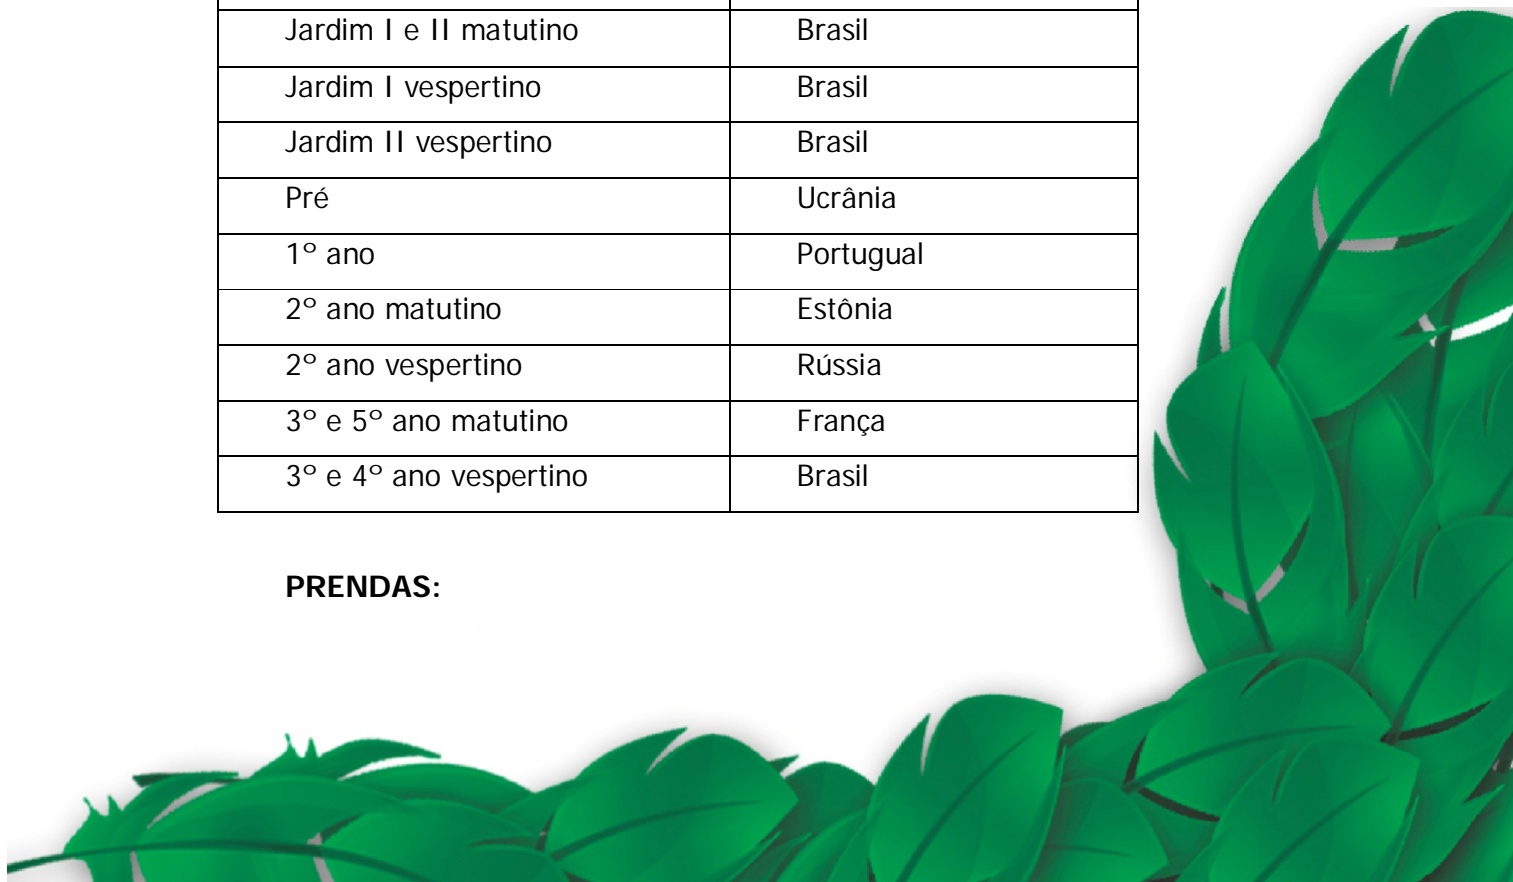 Jardim I e II matutino Brasil
Jardim I vespertino Brasil
Jardim II vespertino Brasil
Pré Ucrânia
1º ano Portugual
2º ano matutino Estônia
2º ano vespertino Rússia
3º e 5º ano matutino França
3º e 4º ano vespertino Brasil
PRENDAS: